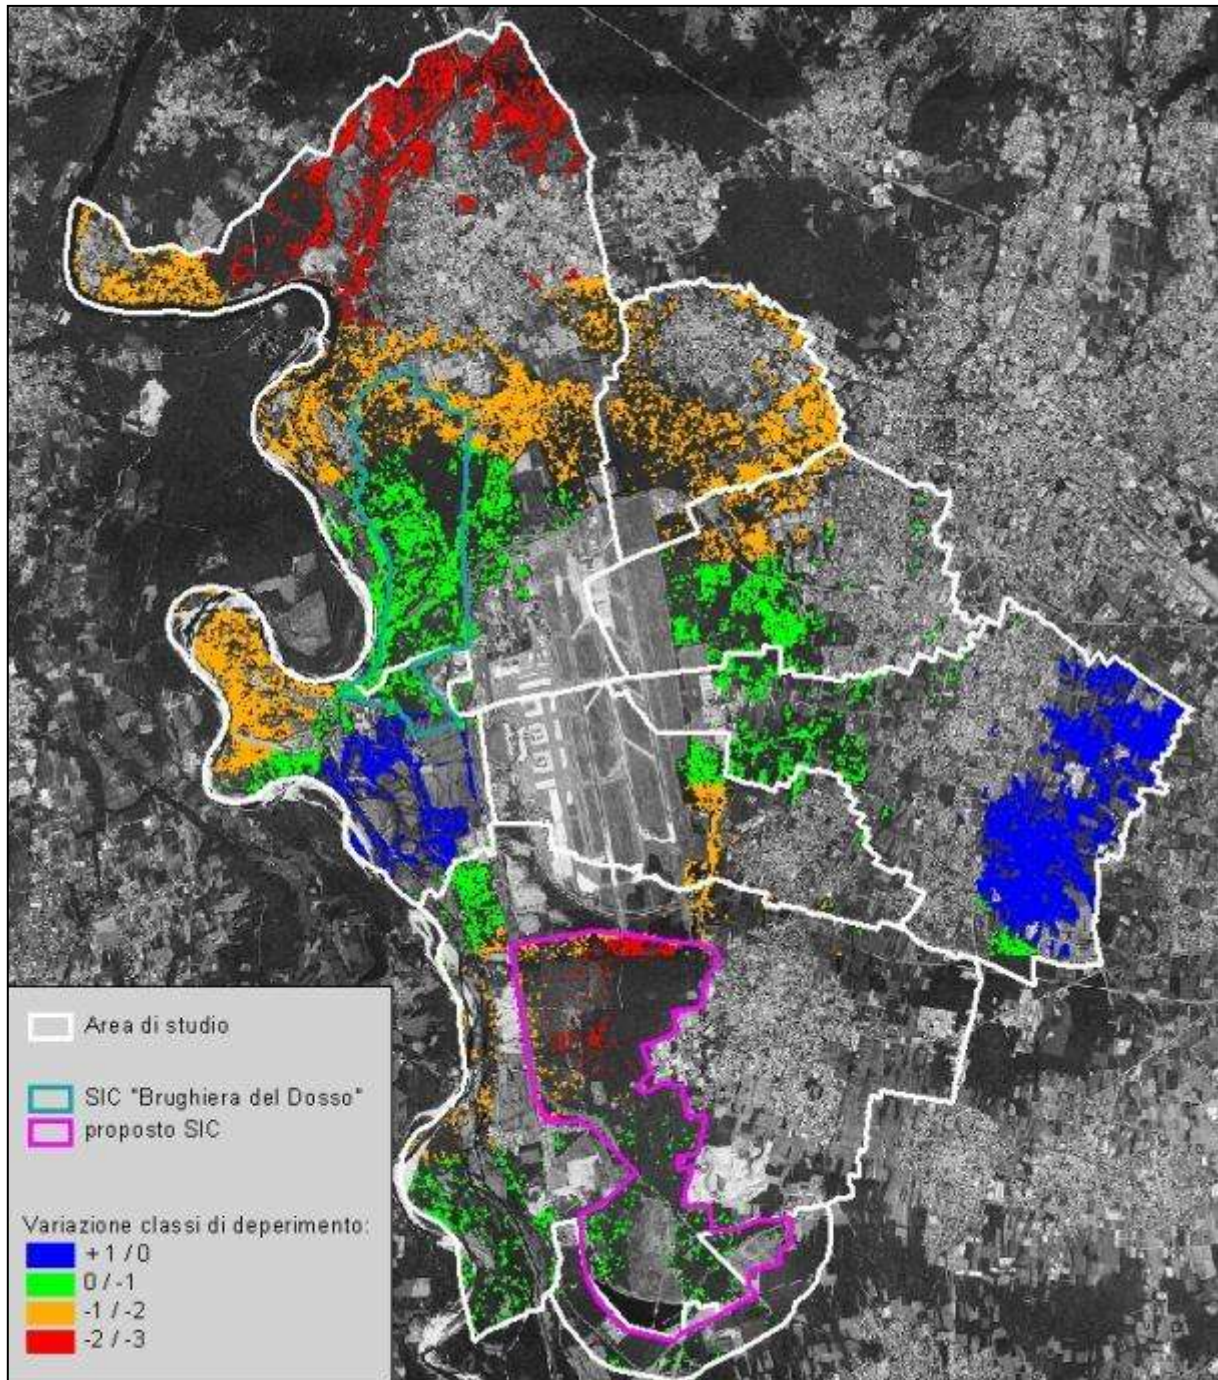 Area di studio
SIC "Brughiera del Dosso"
proposto SIC
Variazione classi di deperimento:
+ 1 / 0
0 / -1
-1 / -2
-2 / -3